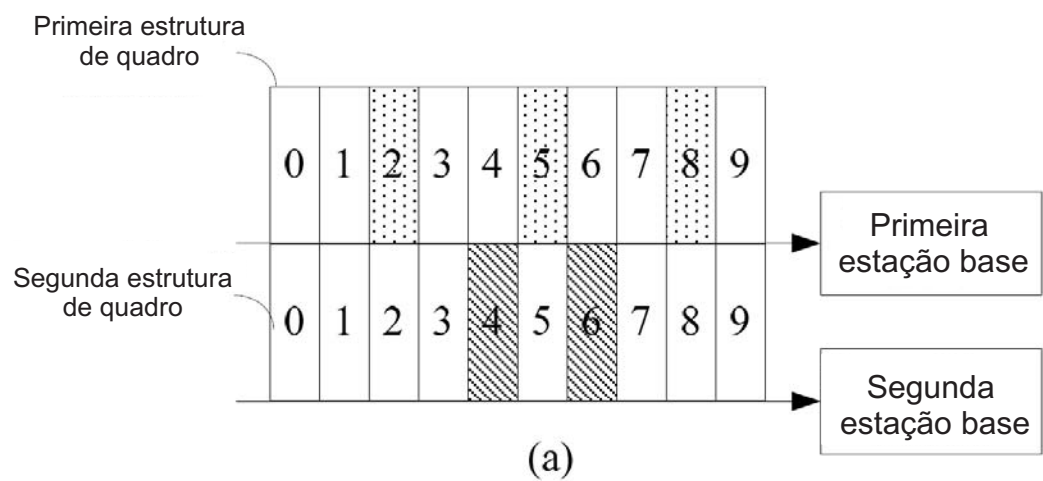 Primeira estrutura
de quadro
0 1 2 3 4 5 6 7 8 9
Primeira
estação base
Segunda estrutura
de quadro
0 1 2 3 4 5 6 7 8 9
Segunda
estação base
(a)